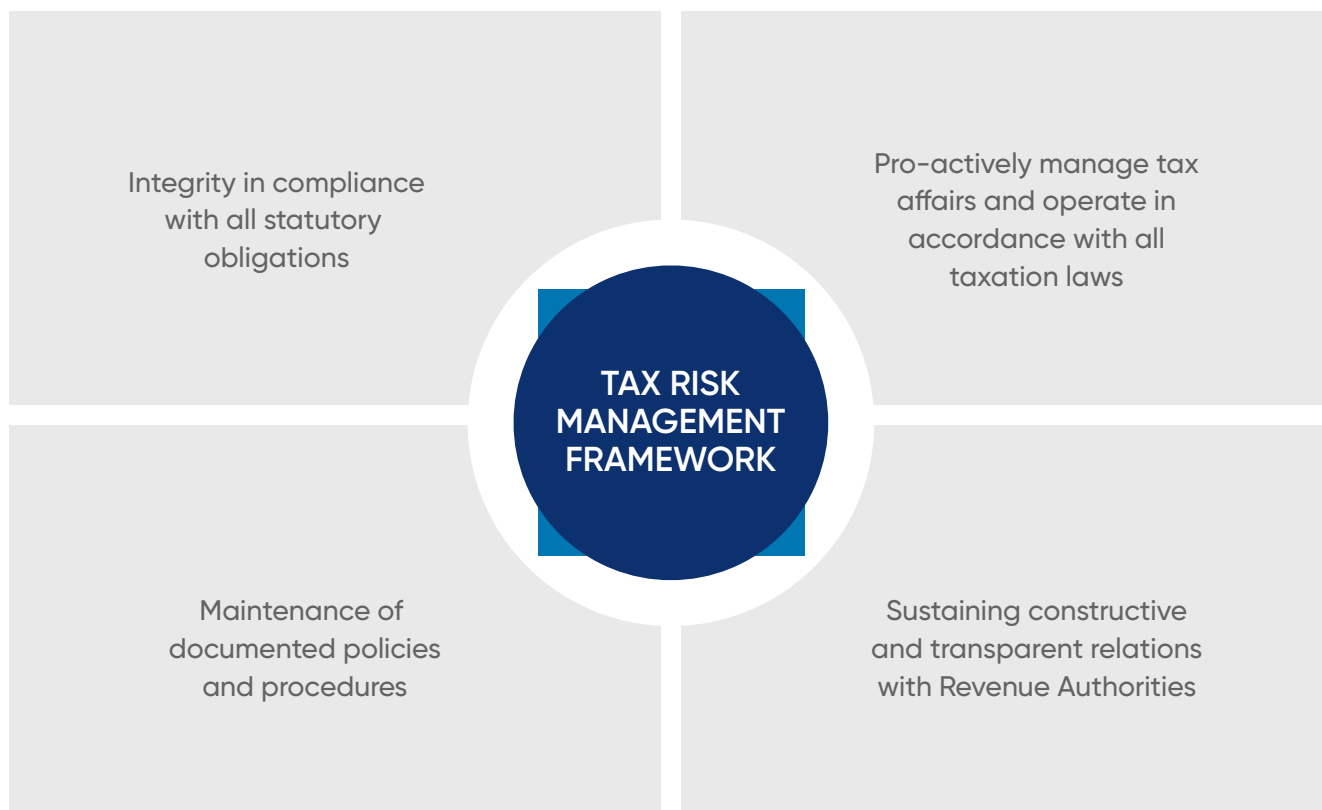 Integrity in compliance
with all statutory
obligations
Pro-actively manage tax
affairs and operate in
accordance with all
taxation laws
TAX RISK
MANAGEMENT
FRAMEWORK
Maintenance of
documented policies
and procedures
Sustaining constructive
and transparent relations
with Revenue Authorities